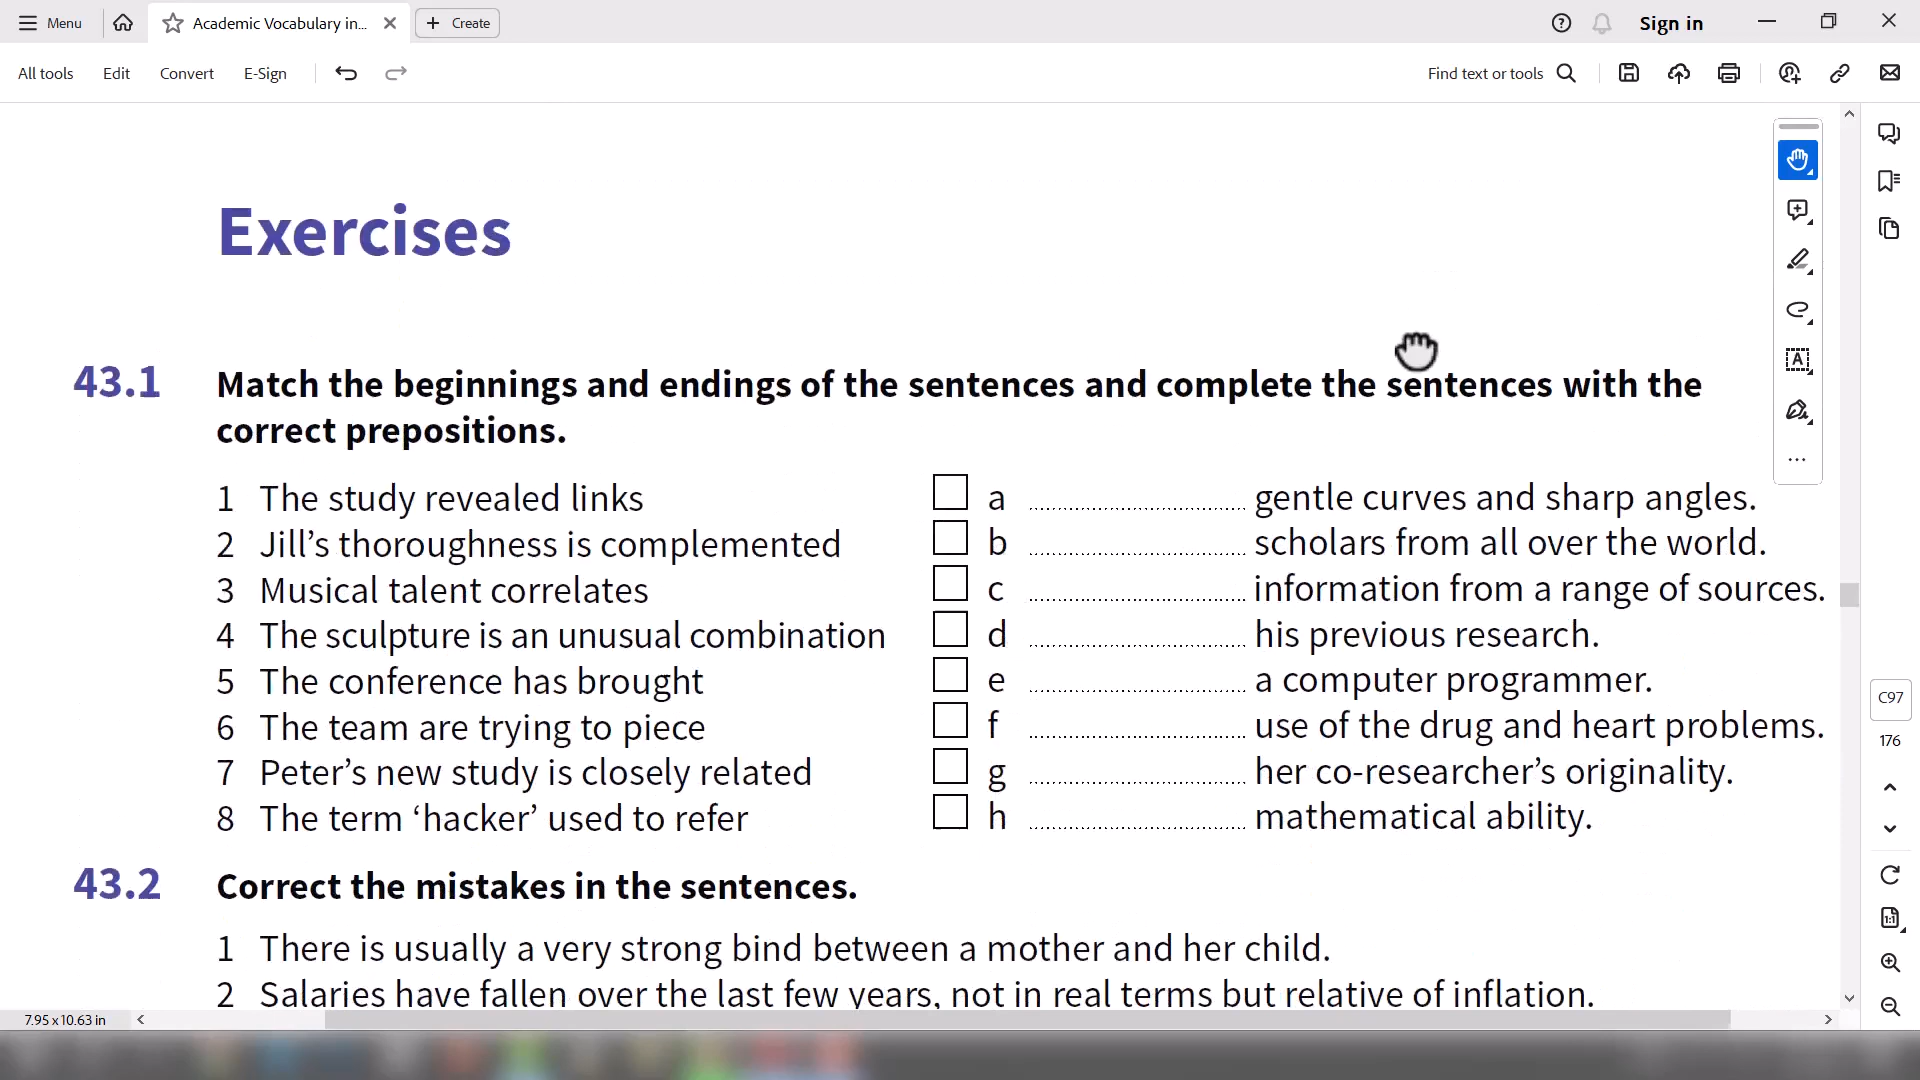 Menu
Academic Vocabulary in...
Create
Sign in
All tools Edit Convert E-Sign
Find text or tools
Exercises
43.1 Match the beginnings and endings of the sentences and complete the sentences with the
correct prepositions.
1 The study revealed links
a ........................... gentle curves and sharp angles.
2 Jill’s thoroughness is complemented
b ........................... scholars from all over the world.
3 Musical talent correlates
c ........................... information from a range of sources.
4 The sculpture is an unusual combination
d ........................... his previous research.
5 The conference has brought
e ........................... a computer programmer.
6 The team are trying to piece
f ........................... use of the drug and heart problems.
7 Peter’s new study is closely related
g ........................... her co-researcher’s originality.
8 The term ‘hacker’ used to refer
h ........................... mathematical ability.
43.2 Correct the mistakes in the sentences.
1 There is usually a very strong bind between a mother and her child.
2 Salaries have fallen over the last few years, not in real terms but relative of inflation.
C97
176
7.95 x 10.63 in